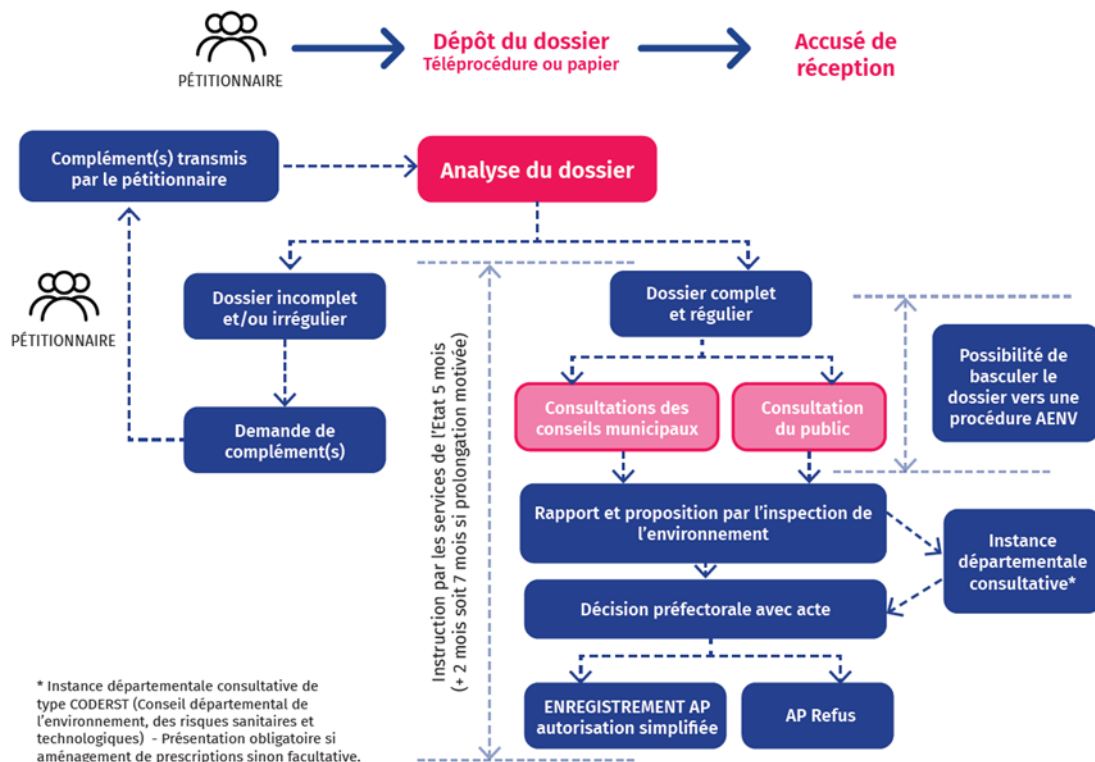 PÉTITIONNAIRE
Dépôt du dossier
Téléprocédure ou papier
Accusé de
réception
Complément(s) transmis
par le pétitionnaire
Analyse du dossier
PÉTITIONNAIRE
Dossier incomplet
et/ou irrégulier
Demande de
complément(s)
Instruction par les services de l'Etat 5 mois
(+ 2 mois soit 7 mois si prolongation motivée)
Dossier complet
et régulier
Consultations des
conseils municipaux
Consultation
du public
Possibilité de
basculer le
dossier vers une
procédure AENV
Rapport et proposition par l'inspection de
l'environnement
Instance
départementale
consultative*
Décision préfectorale avec acte
ENREGISTREMENT AP
autorisation simplifiée
AP Refus
* Instance départementale consultative de
type CODERST (Conseil départemental de
l'environnement, des risques sanitaires et
technologiques) - Présentation obligatoire si
aménagement de prescriptions sinon facultative.